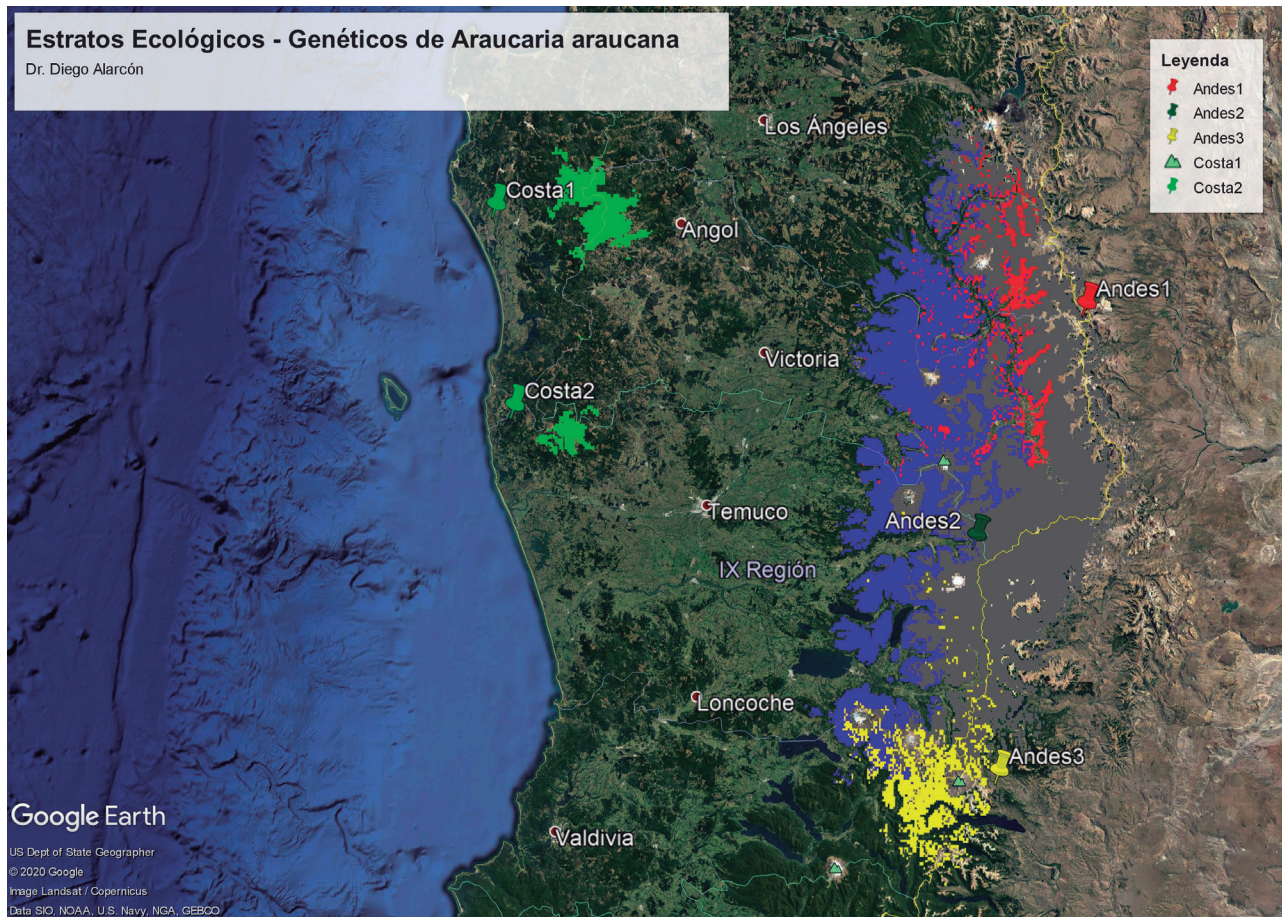 Estratos Ecológicos - Genéticos de Araucaria araucana
Dr. Diego Alarcón
Leyenda
Andes1
Andes2
Andes3
Costa1
Costa2
Los Ángeles
Costa1
Angol
Andes1
Victoria
Costa2
Temuco
Andes2
IX Región
Loncoche
Andes3
Valdivia
Google Earth
US Dept of State Geographer
© 2020 Google
Image Landsat / Copernicus
Data SIO, NOAA, U.S. Navy, NGA, GEBCO